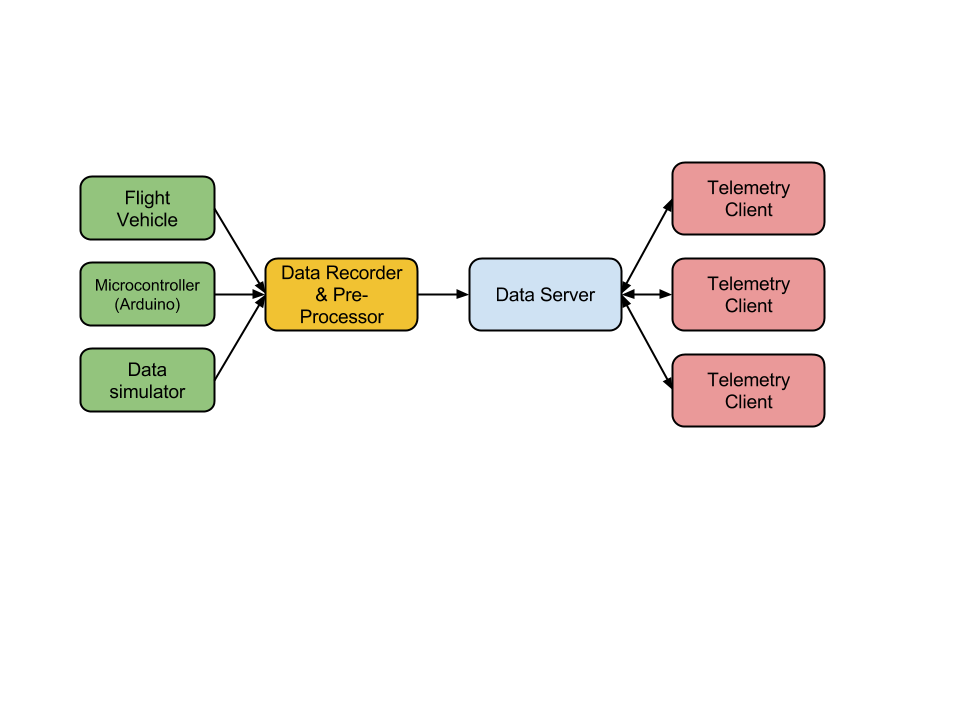 Flight
Vehicle
Microcontroller
(Arduino)
Data
simulator
Data Recorder
& Pre-
Processor
Data Server
Telemetry
Client
Telemetry
Client
Telemetry
Client